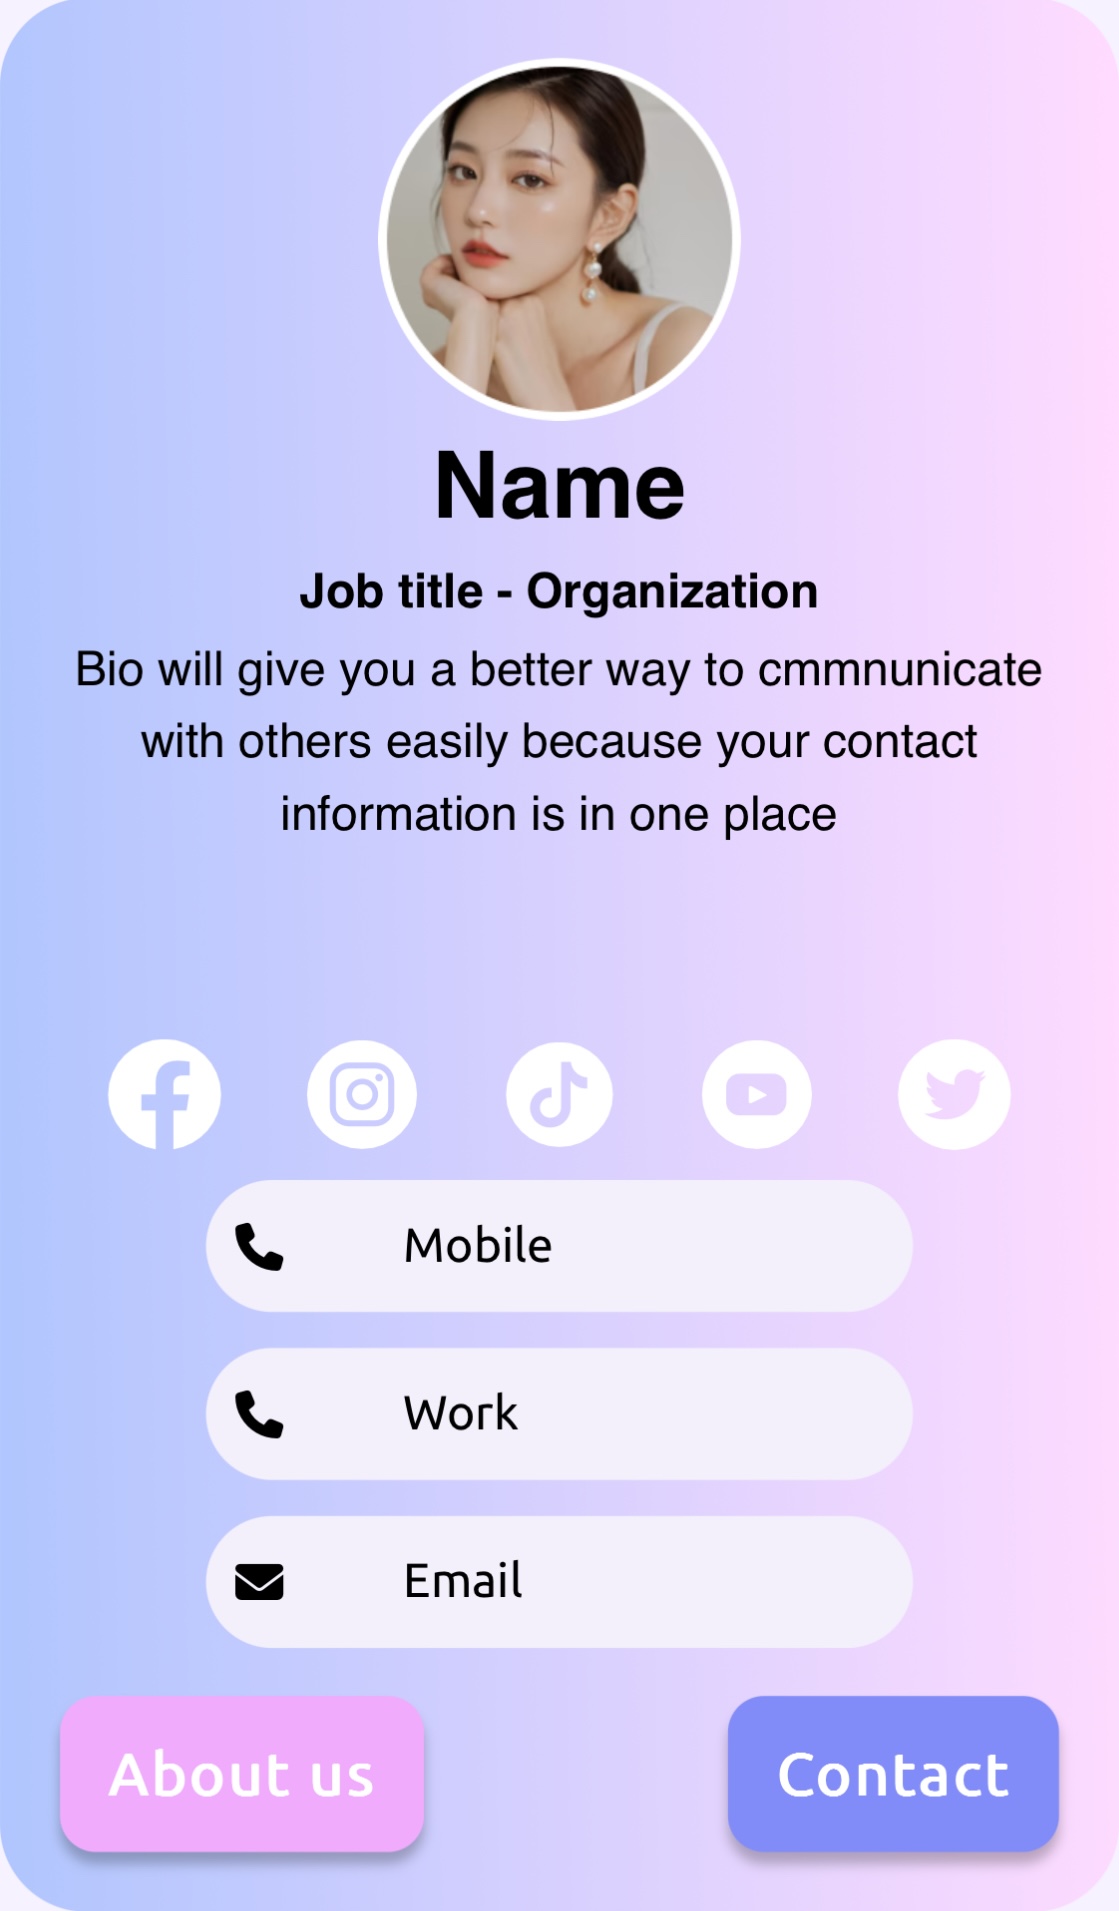 Name
Job title - Organization
Bio will give you a better way to cmmnunicate
with others easily because your contact
information is in one place
Mobile
Work
Email
About us
Contact